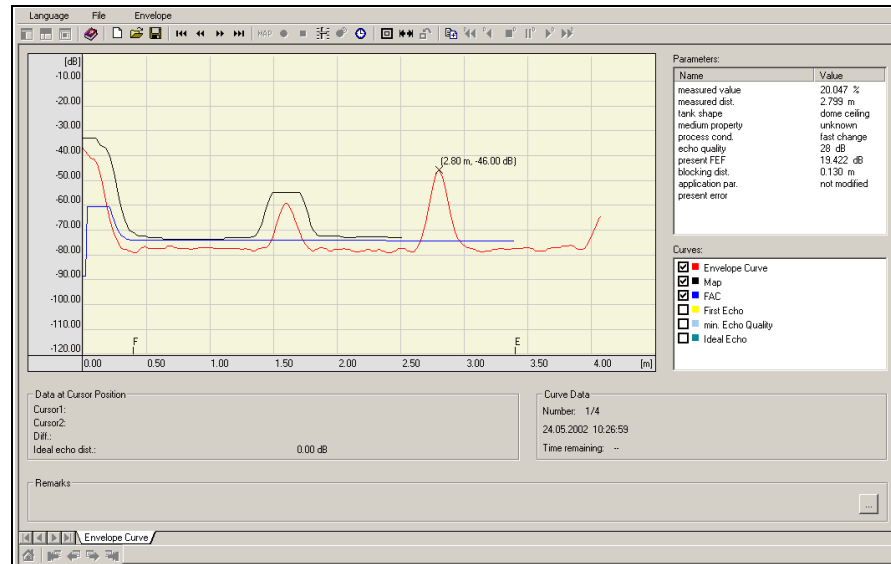 Language File Envelope
MAP
[dB]
-10.00
-20.00
-30.00
-40.00
-50.00
-60.00
-70.00
-80.00
-90.00
-100.00
-110.00
-120.00
(2.80 m, -46.00 dB)
F
E
0.00 0.50 1.00 1.50 2.00 2.50 3.00 3.50 4.00 [m]
Parameters:
Name Value
measured value 20.047 %
measured dist. 2.799 m
tank shape dome ceiling
medium property unknown
process cond. fast change
echo quality 28 dB
present FEF 19.422 dB
blocking dist. 0.130 m
application par. not modified
present error
Curves:
Envelope Curve
Map
FAC
First Echo
min. Echo Quality
Ideal Echo
Data at Cursor Position
Cursor1:
Cursor2:
Diff.:
Ideal echo dist.: 0.00 dB
Curve Data
Number: 1/4
24.05.2002 10:26:59
Time remaining: --
Remarks
...
Envelope Curve